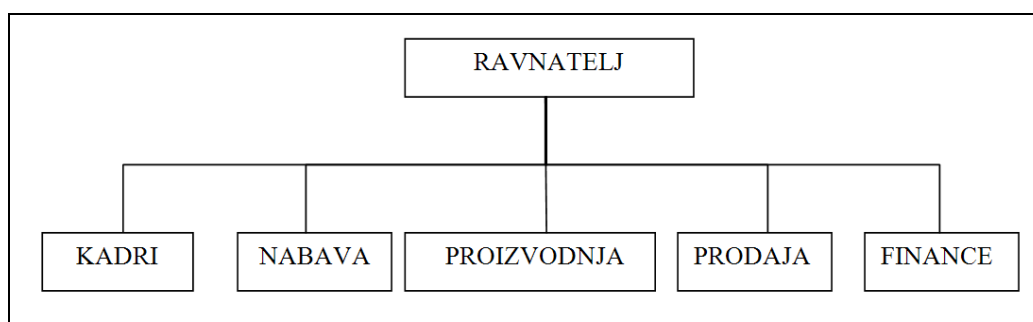 RAVNATELJ
KADRI
NABAVA
PROIZVODNJA
PRODAJA
FINANCE